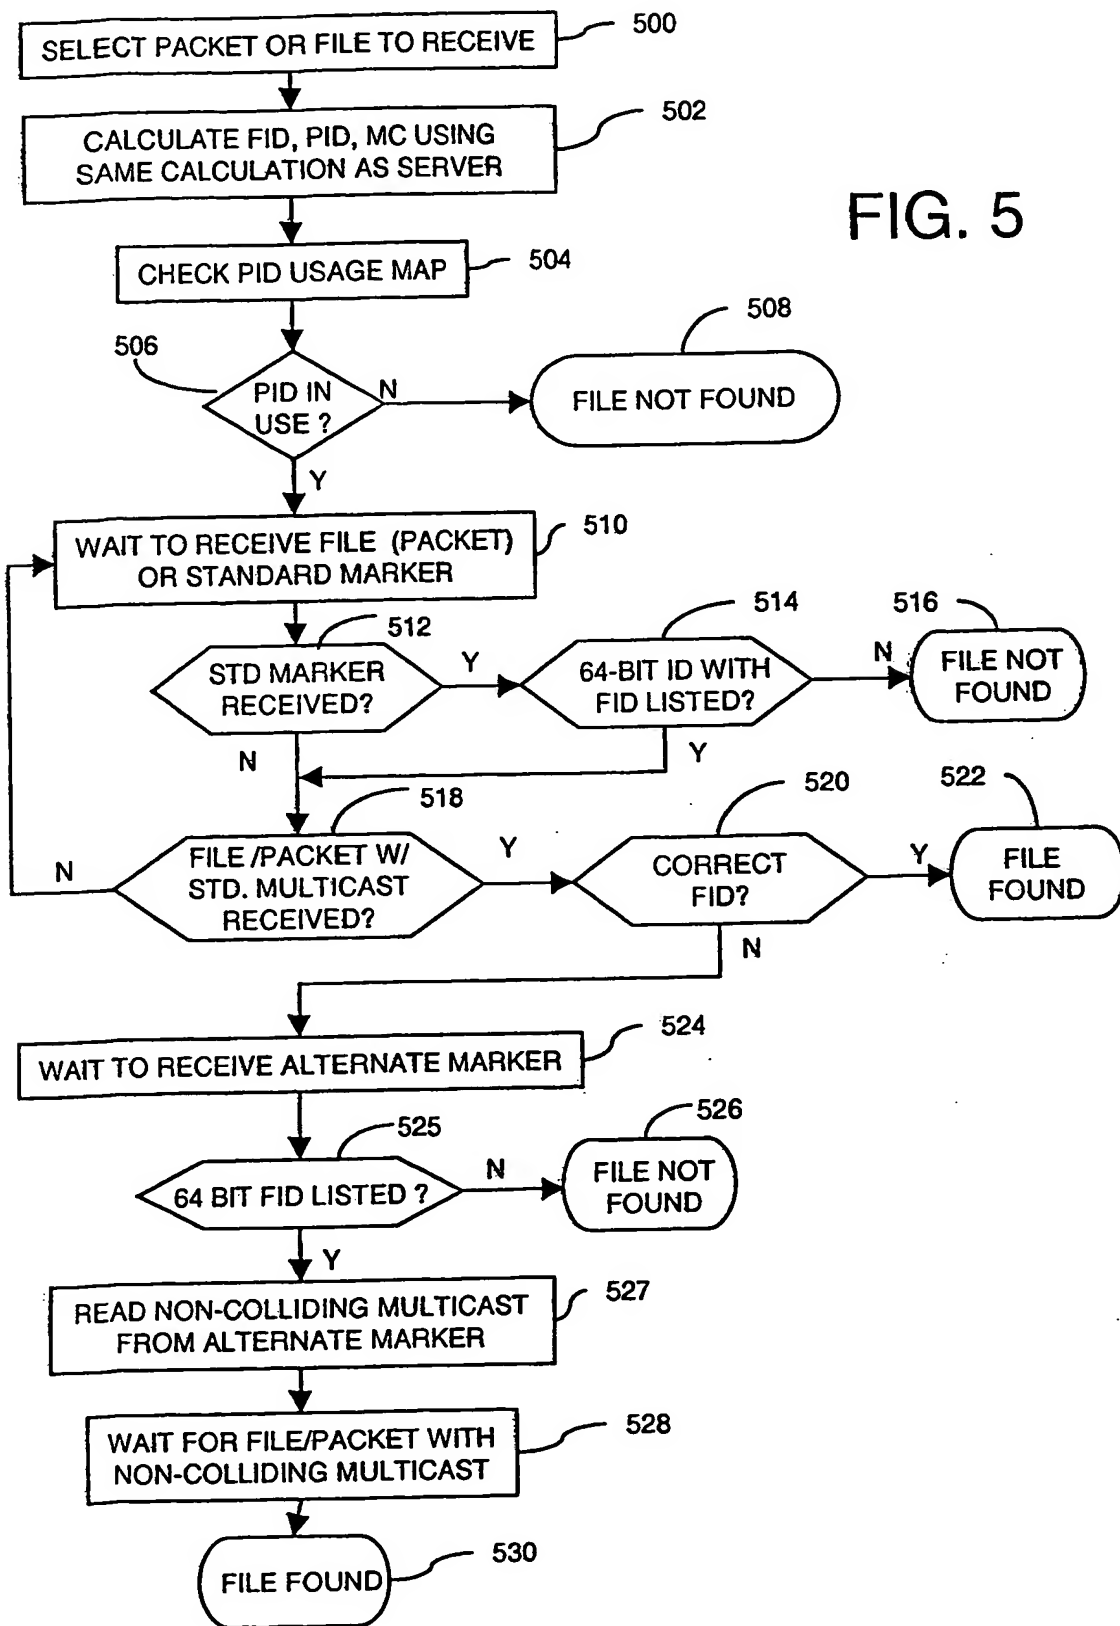 500
SELECT PACKET OR FILE TO RECEIVE
502
CALCULATE FID, PID, MC USING
SAME CALCULATION AS SERVER
FIG. 5
CHECK PID USAGE MAP
504
508
506
PID IN
USE ?
N
FILE NOT FOUND
Y
510
WAIT TO RECEIVE FILE (PACKET)
OR STANDARD MARKER
512
514
516
STD MARKER
RECEIVED?
Y
64-BIT ID WITH
FID LISTED?
N
FILE NOT
FOUND
N
Y
518
520
522
N
FILE /PACKET W/
STD. MULTICAST
RECEIVED?
Y
CORRECT
FID?
Y
FILE
FOUND
N
524
WAIT TO RECEIVE ALTERNATE MARKER
525
526
64 BIT FID LISTED ?
N
FILE NOT
FOUND
Y
527
READ NON-COLLIDING MULTICAST
FROM ALTERNATE MARKER
528
WAIT FOR FILE/PACKET WITH
NON-COLLIDING MULTICAST
530
FILE FOUND